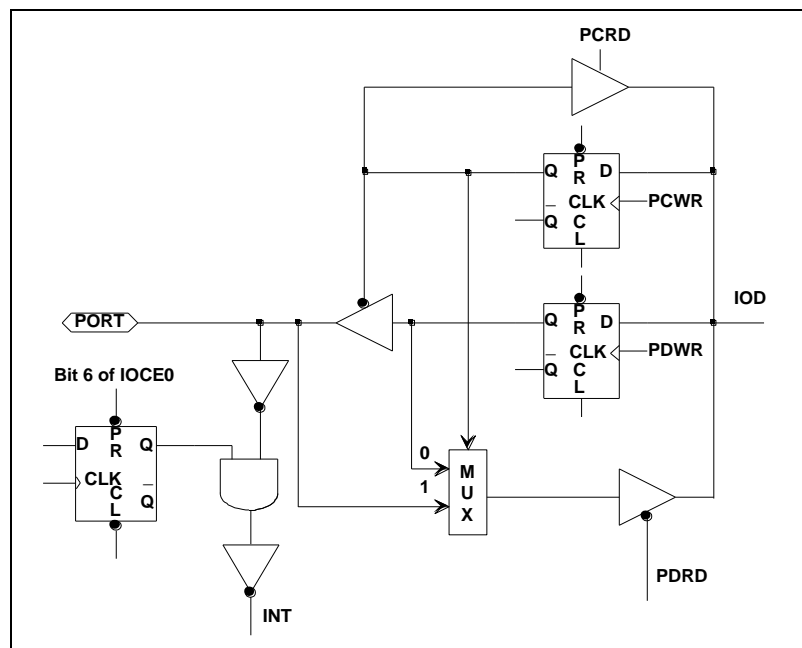 PCRD
P
R
Q
D
CLK
PCWR
_
Q
C
L
P
R
IOD
PORT
Q
D
CLK
PDWR
_
Q
C
L
Bit 6 of IOCE0
P
R
D
Q
CLK
_
Q
C
L
0
1
M
U
X
PDRD
INT